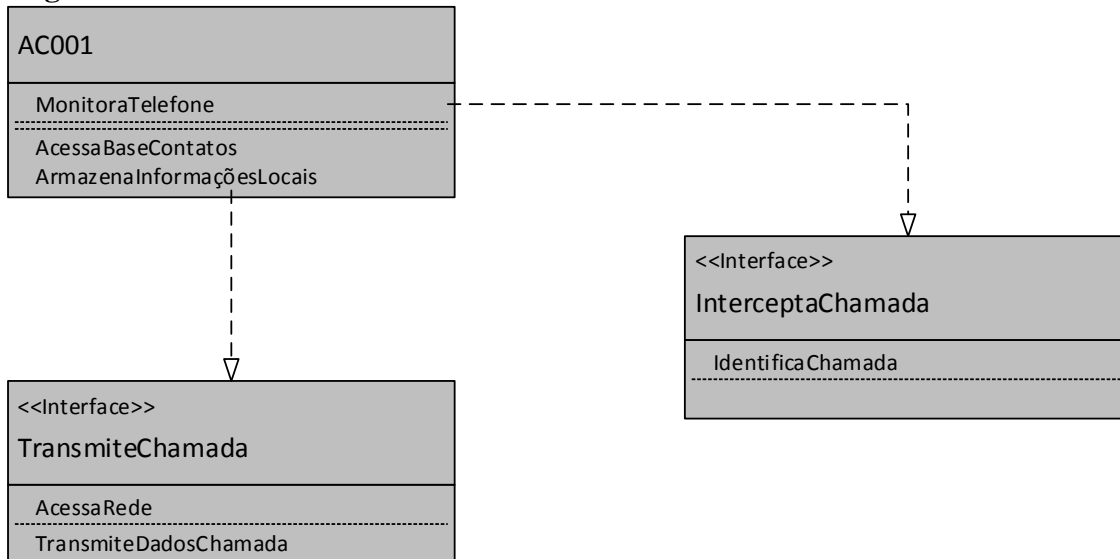 AC001
MonitoraTelefone
AcessaBaseContatos
ArmazenaInformaçõesLocais
<<Interface>>
InterceptaChamada
IdentificaChamada
<<Interface>>
TransmiteChamada
AcessaRede
TransmiteDadosChamada